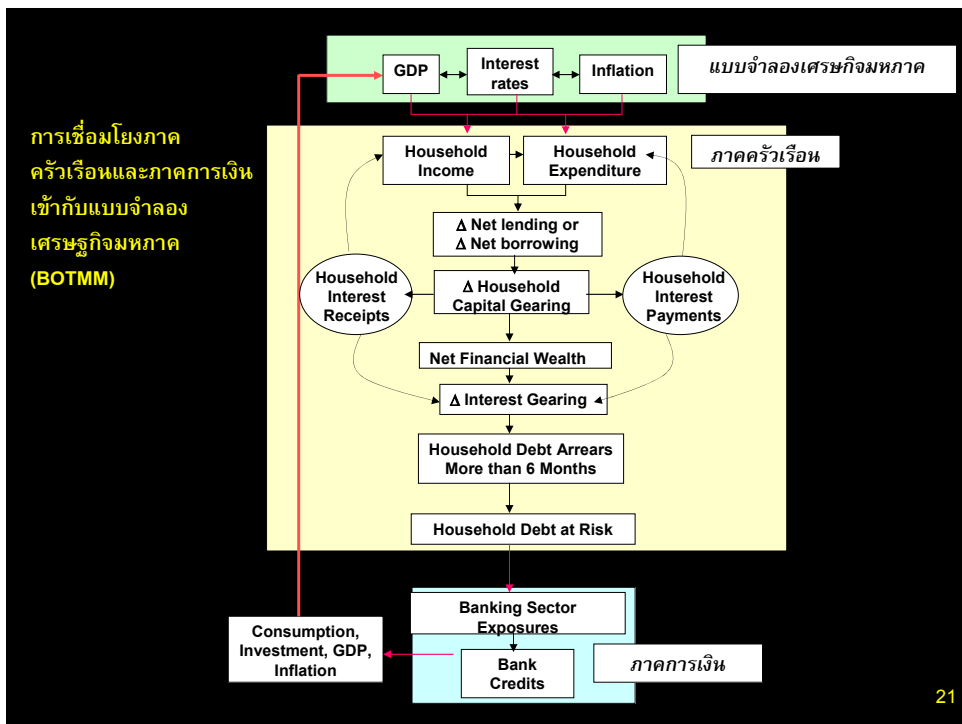 GDP
Interest
rates
Inflation
แบบจำลองเศรษฐกิจมหภาค
การเชื่อมโยงภาค
ครัวเรือนและภาคการเงิน
เข้ากับแบบจำลอง
เศรษฐกิจมหภาค
(BOTMM)
Household
Income
Household
Expenditure
ภาคครัวเรือน
Δ Net lending or
Δ Net borrowing
Household
Interest
Receipts
Δ Household
Capital Gearing
Household
Interest
Payments
Net Financial Wealth
Δ Interest Gearing
Household Debt Arrears
More than 6 Months
Household Debt at Risk
Banking Sector
Exposures
Consumption,
Investment, GDP,
Inflation
Bank
Credits
ภาคการเงิน
21